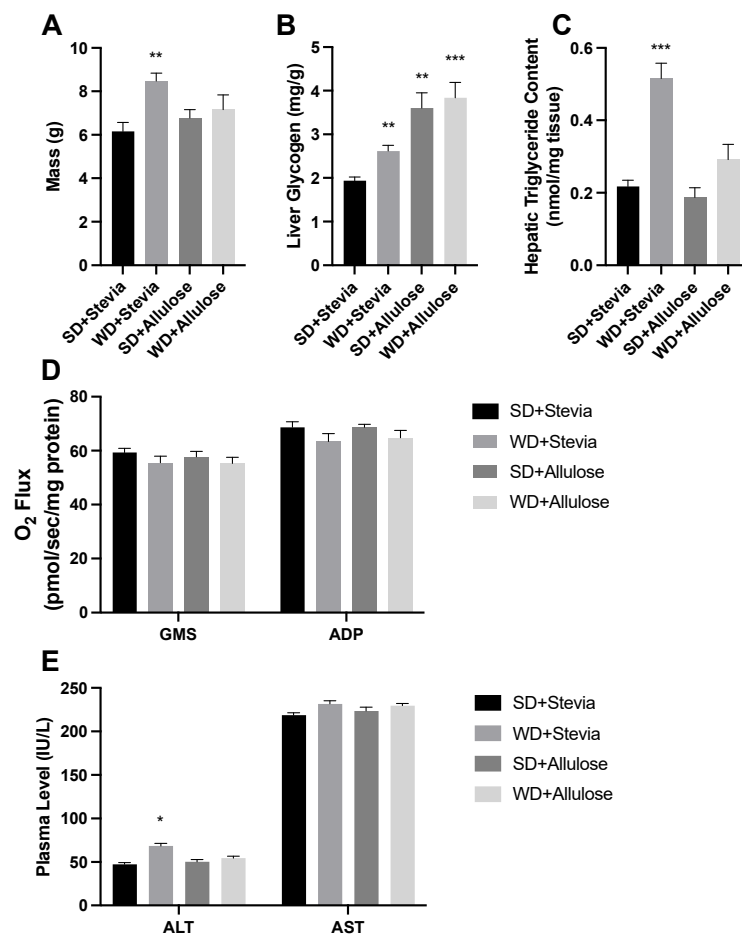 A
Mass (g)
10
8
6
4
2
0
**
SD+Stevia
WD+Stevia
SD+Allulose
WD+Allulose
B
Liver Glycogen (mg/g)
5
4
3
2
1
0
**
**
***
SD+Stevia
WD+Stevia
SD+Allulose
WD+Allulose
C
Hepatic Triglyceride Content
(nmol/mg tissue)
0.6
0.4
0.2
0.0
***
SD+Stevia
WD+Stevia
SD+Allulose
WD+Allulose
D
O2 Flux
(pmol/sec/mg protein)
80
60
40
20
0
GMS
ADP
SD+Stevia
WD+Stevia
SD+Allulose
WD+Allulose
E
Plasma Level (IU/L)
250
200
150
100
50
0
*
ALT
AST
SD+Stevia
WD+Stevia
SD+Allulose
WD+Allulose